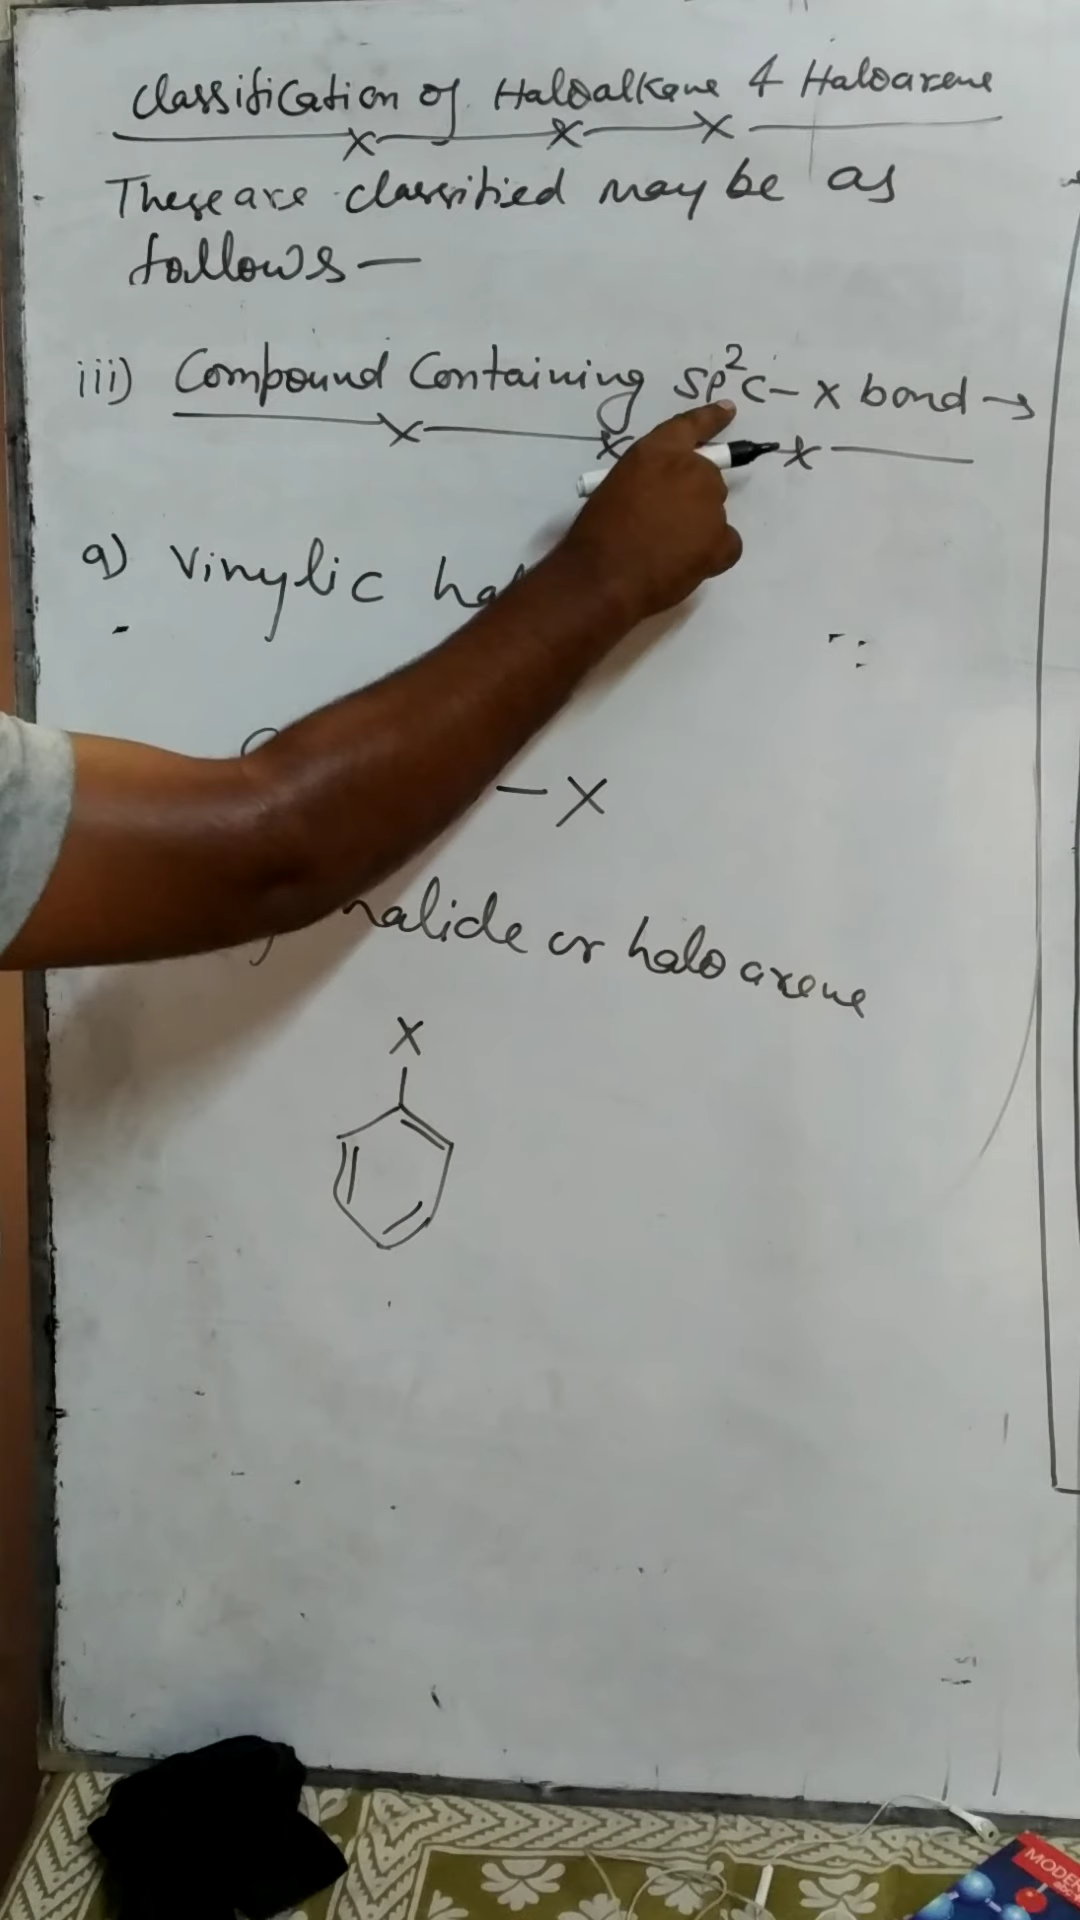 Classification of Haloalkane & Haloarene
These are classified may be as
follows —
iii) Compound Containing SP²C-X bond →
a) Vinylic
-X
halide or haloarene
X
MODER